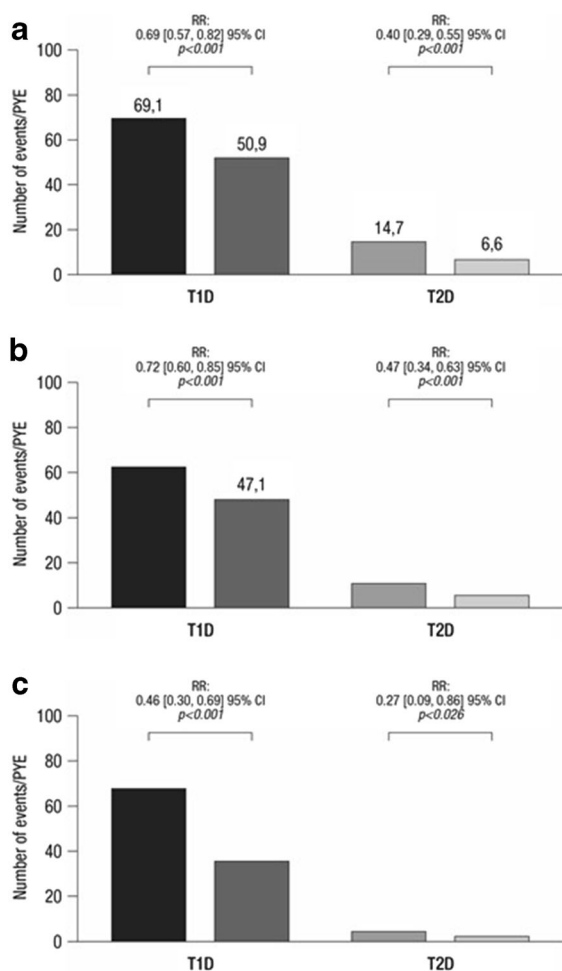 a
RR: RR:
0.69 [0.57, 0.82] 95% CI 0.40 [0.29, 0.55] 95% CI
p<0.001 p<0.001
Number of events/PYE
100
80
60
40
20
0
69,1 50,9 14,7 6,6
T1D T2D
b
RR: RR:
0.72 [0.60, 0.85] 95% CI 0.47 [0.34, 0.63] 95% CI
p<0.001 p<0.001
Number of events/PYE
100
80
60
40
20
0
47,1
T1D T2D
c
RR: RR:
0.46 [0.30, 0.69] 95% CI 0.27 [0.09, 0.86] 95% CI
p<0.001 p<0.026
Number of events/PYE
100
80
60
40
20
0
T1D T2D